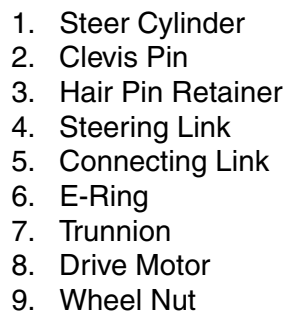 1. Steer Cylinder
2. Clevis Pin
3. Hair Pin Retainer
4. Steering Link
5. Connecting Link
6. E-Ring
7. Trunnion
8. Drive Motor
9. Wheel Nut